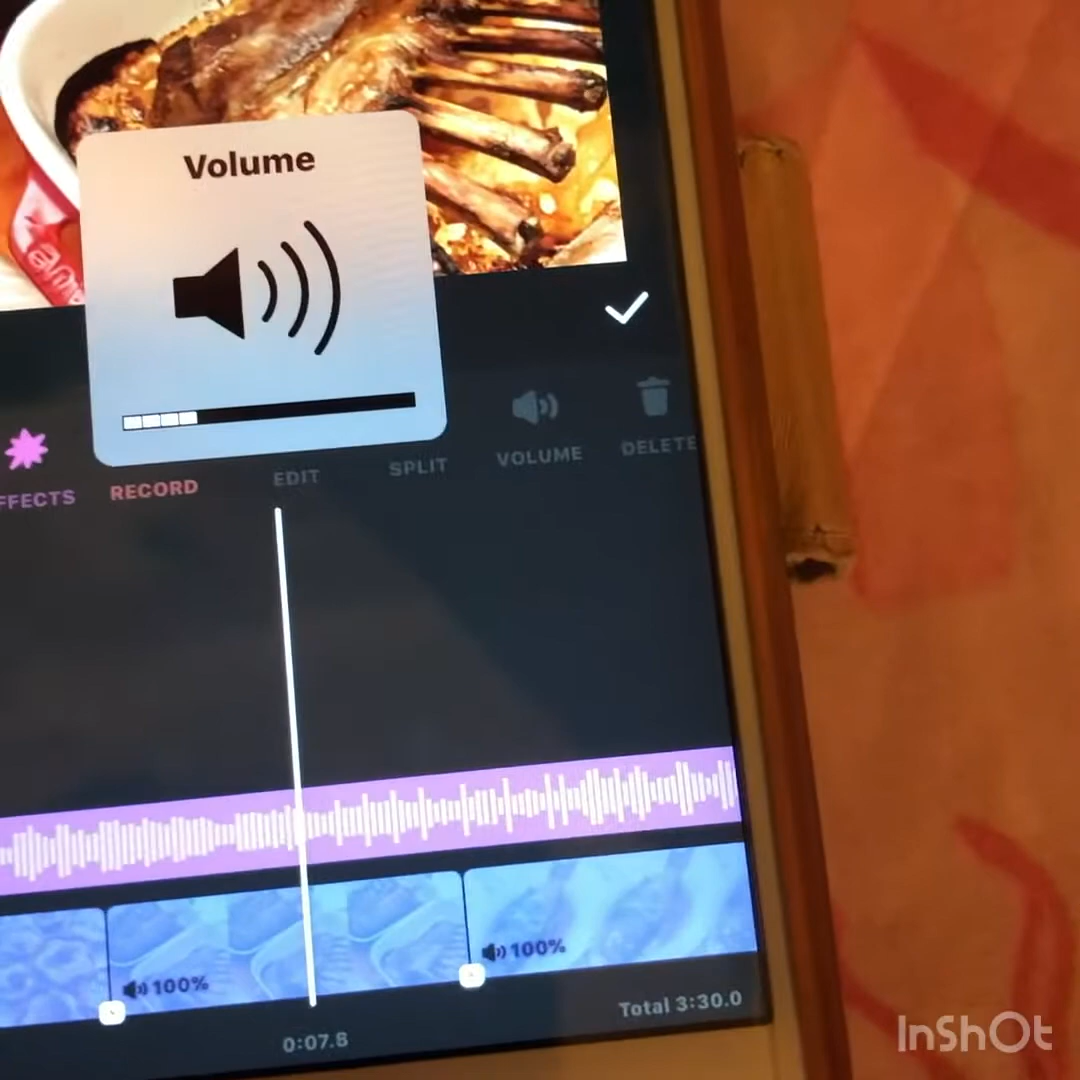 Volume
FFECTS
RECORD
EDIT
SPLIT
VOLUME
DELETE
100%
100%
0:07.8
Total 3:30.0
InShOt